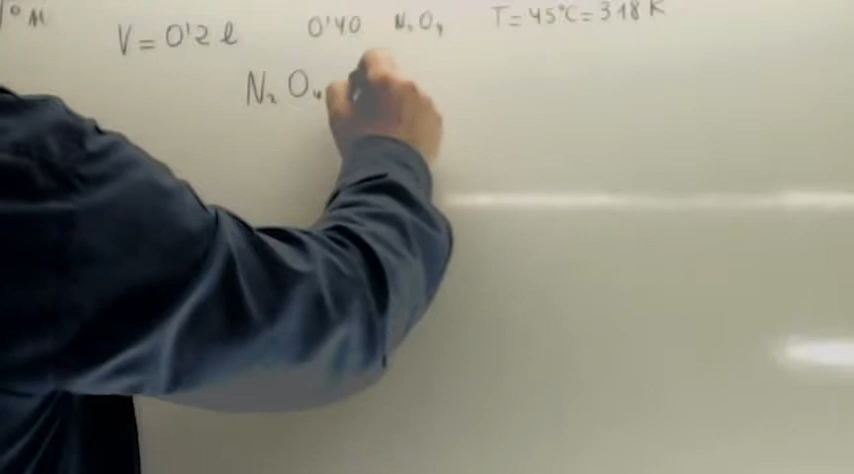 V = 0'2 l 0'40 N₂O₄ T = 45°C = 318 K
N₂O₄